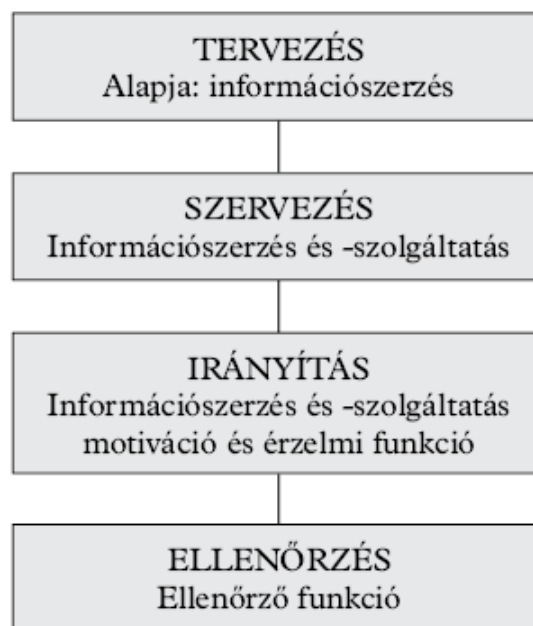 TERVEZÉS
Alapja: információszerzés
SZERVEZÉS
Információszerzés és -szolgáltatás
IRÁNYÍTÁS
Információszerzés és -szolgáltatás
motiváció és érzelmi funkció
ELLENŐRZÉS
Ellenőrző funkció